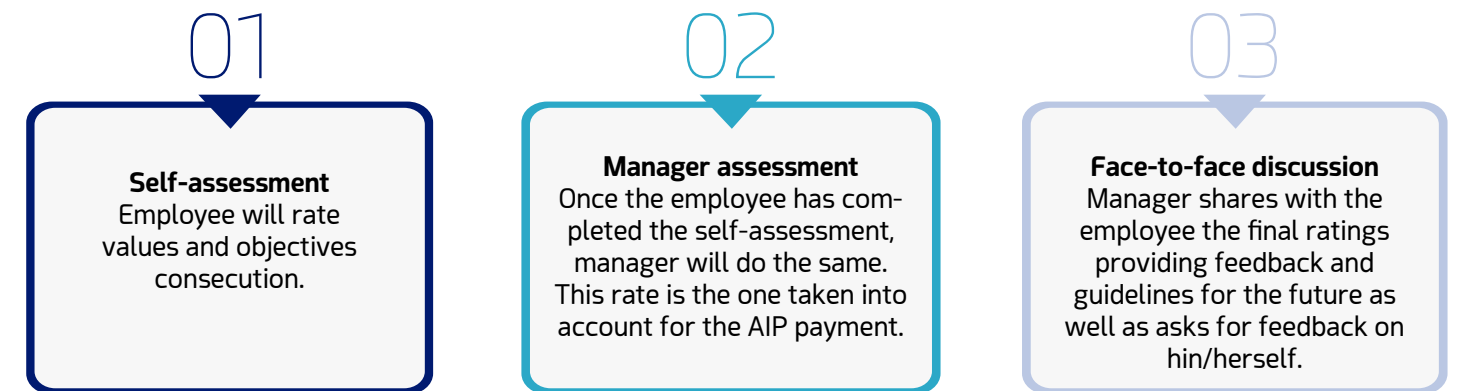 01
Self-assessment
Employee will rate
values and objectives
consecution.
02
Manager assessment
Once the employee has com-
pleted the self-assessment,
manager will do the same.
This rate is the one taken into
account for the AIP payment.
03
Face-to-face discussion
Manager shares with the
employee the final ratings
providing feedback and
guidelines for the future as
well as asks for feedback on
hin/herself.